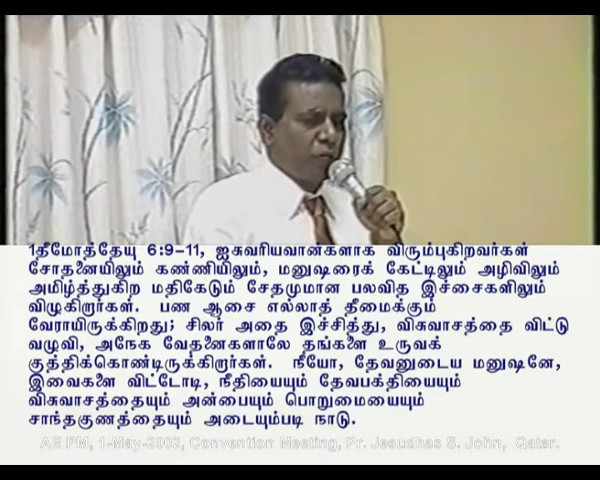 1தீமோத்தேயு 6:9-11, ஐசுவரியவான்களாக விரும்புகிறவர்கள்
சோதனையிலும் கண்ணியிலும், மனுஷரைக் கேட்டிலும் அழிவிலும்
அமிழ்த்துகிற மதிகேடும் சேதமுமான பலவித இச்சைகளிலும்
விழுகிறார்கள். பண ஆசை எல்லாத் தீமைக்கும்
வேராயிருக்கிறது; சிலர் அதை இச்சித்து, விசுவாசத்தை விட்டு
வழுவி, அநேக வேதனைகளாலே தங்களை உருவக்
குத்திக்கொண்டிருக்கிறார்கள். நீயோ, தேவனுடைய மனுஷனே,
இவைகளை விட்டோடி, நீதியையும் தேவபக்தியையும்
விசுவாசத்தையும் அன்பையும் பொறுமையையும்
சாந்தகுணத்தையும் அடையும்படி நாடு.
AE PM, 1-May-2002, Convention Meeting, Pr. Jesudhas S. John, Qatar.